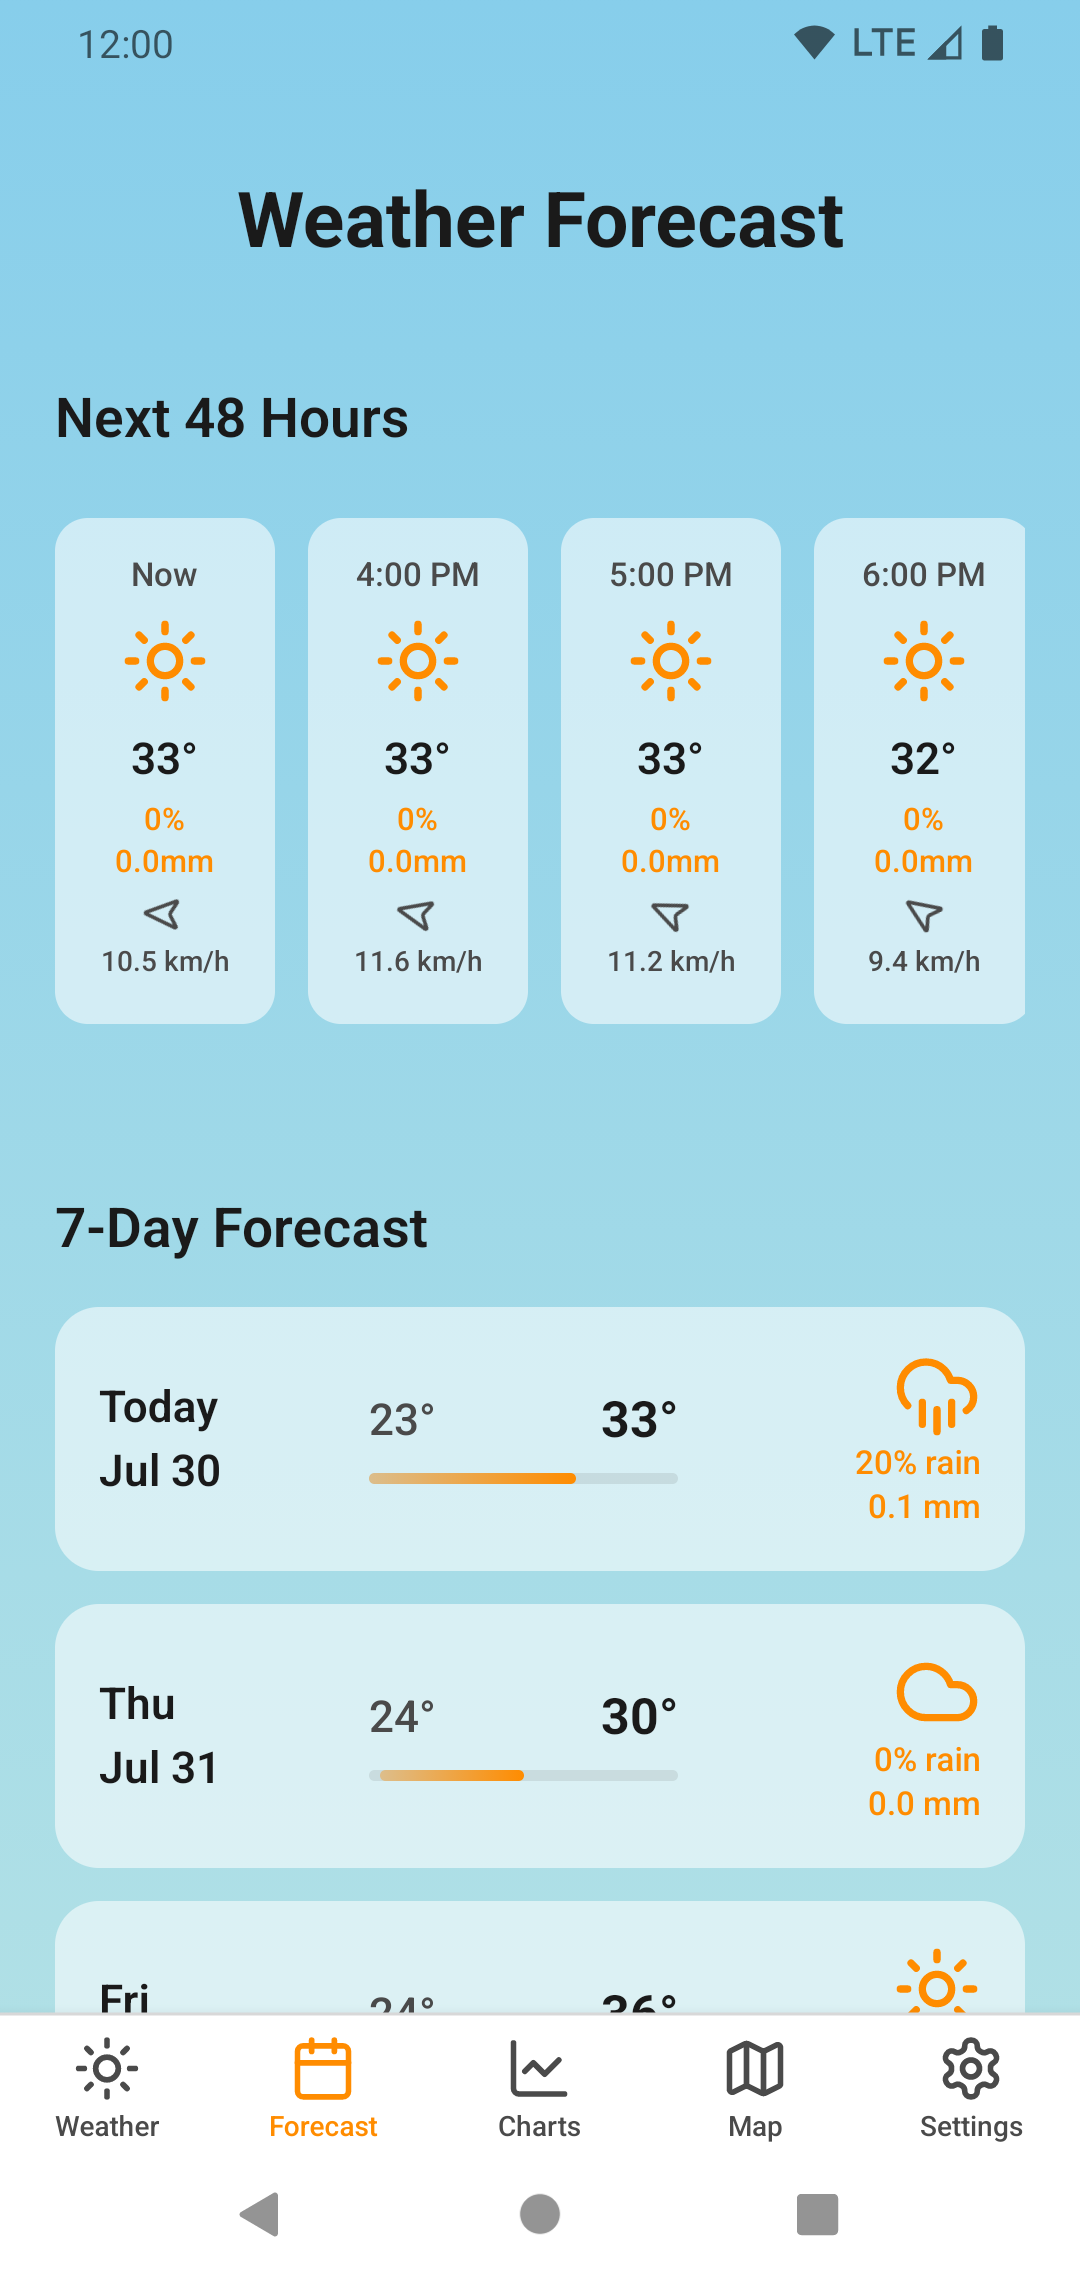 12:00
LTE
Weather Forecast
Next 48 Hours
Now
33°
0%
0.0mm
10.5 km/h
4:00 PM
33°
0%
0.0mm
11.6 km/h
5:00 PM
33°
0%
0.0mm
11.2 km/h
6:00 PM
32°
0%
0.0mm
9.4 km/h
7-Day Forecast
Today
Jul 30
23°
33°
20% rain
0.1 mm
Thu
Jul 31
24°
30°
0% rain
0.0 mm
Fri
24°
36°
Weather
Forecast
Charts
Map
Settings